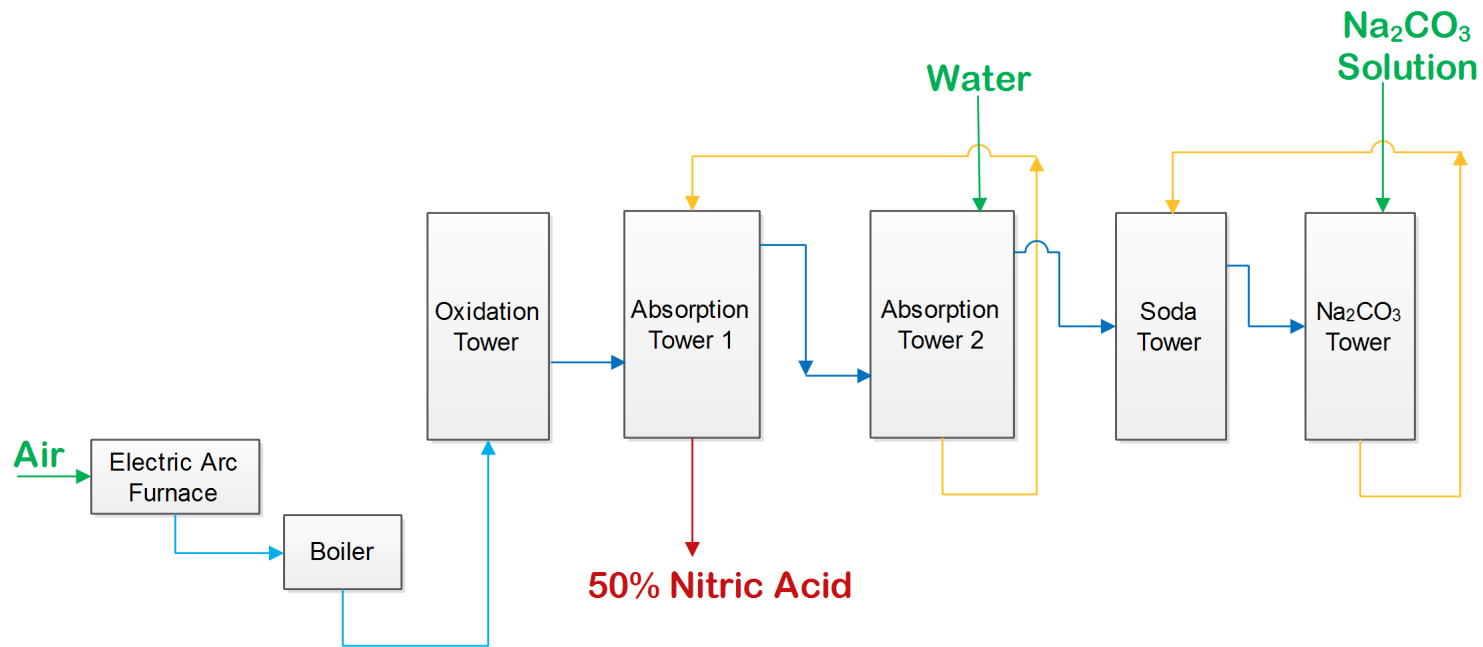 Na₂CO₃
Solution
Water
Oxidation
Tower
Absorption
Tower 1
Absorption
Tower 2
Soda
Tower
Na₂CO₃
Tower
Air
Electric Arc
Furnace
Boiler
50% Nitric Acid